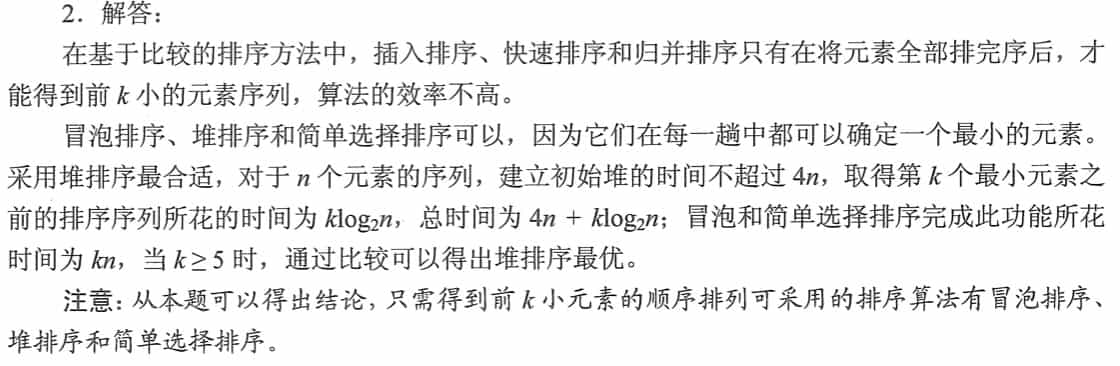 2．解答：
在基于比较的排序方法中，插入排序、快速排序和归并排序只有在将元素全部排完序后，才
能得到前 k 小的元素序列，算法的效率不高。
冒泡排序、堆排序和简单选择排序可以，因为它们在每一趟中都可以确定一个最小的元素。
采用堆排序最合适，对于 n 个元素的序列，建立初始堆的时间不超过 4n，取得第 k 个最小元素之
前的排序序列所花的时间为 klog₂n，总时间为 4n + klog₂n；冒泡和简单选择排序完成此功能所花
时间为 kn，当 k≥5 时，通过比较可以得出堆排序最优。
注意：从本题可以得出结论，只需得到前 k 小元素的顺序排列可采用的排序算法有冒泡排序、
堆排序和简单选择排序。